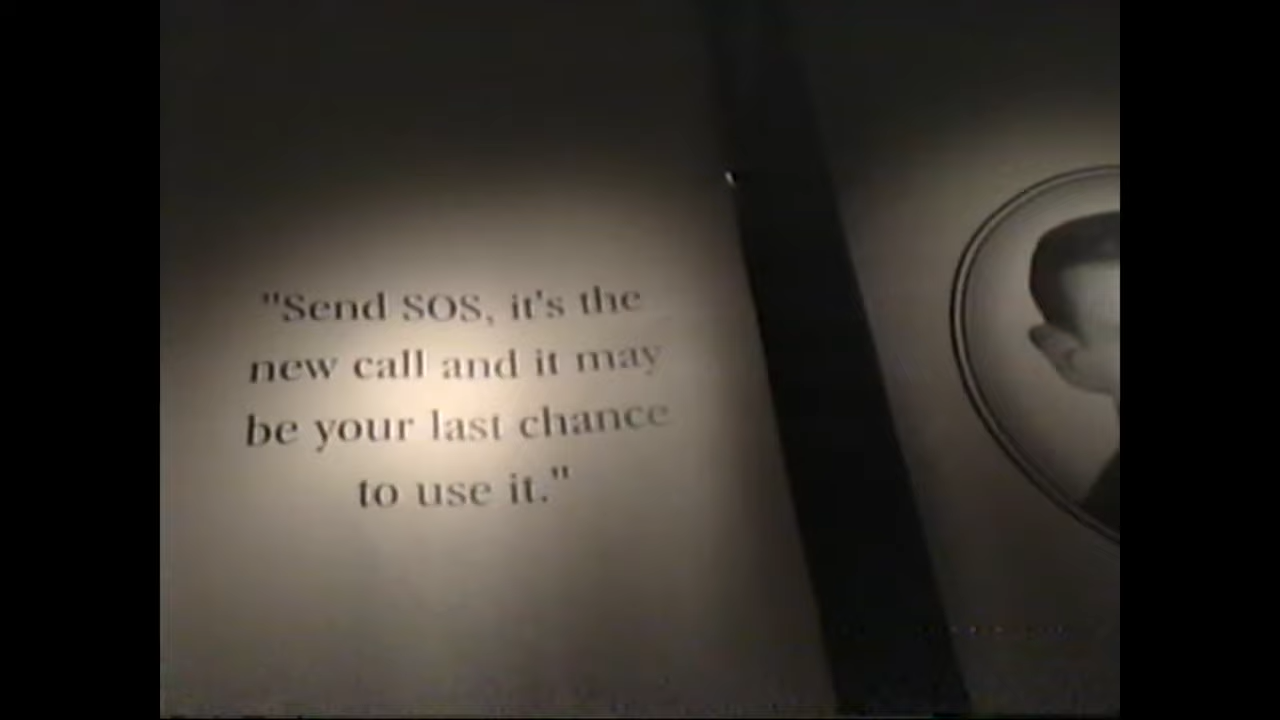 "Send SOS, it's the
new call and it may
be your last chance
to use it."